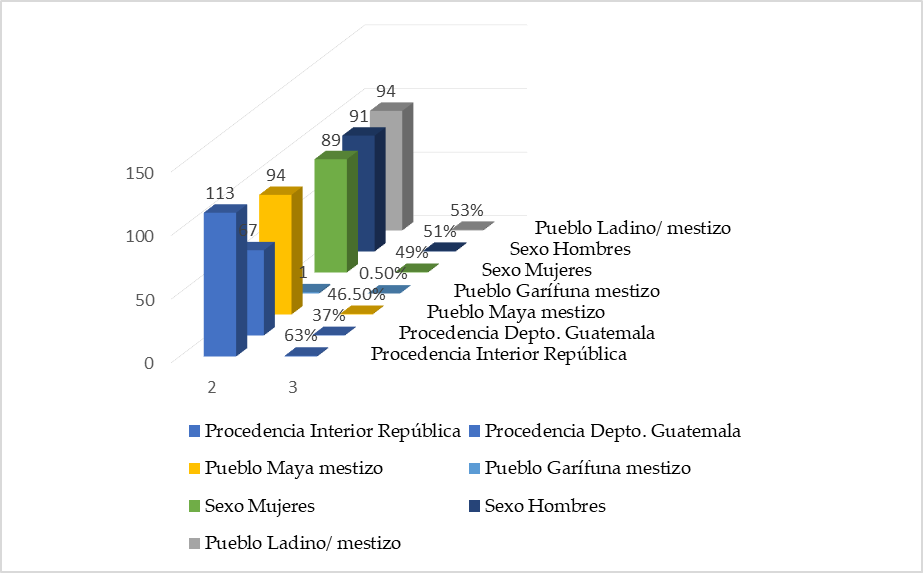 94
91
89
94
113
67
150
100
50
0
1
53%
51%
49%
0.50%
46.50%
37%
63%
Pueblo Ladino/ mestizo
Sexo Hombres
Sexo Mujeres
Pueblo Garífuna mestizo
Pueblo Maya mestizo
Procedencia Depto. Guatemala
Procedencia Interior República
2 3
Procedencia Interior República Procedencia Depto. Guatemala
Pueblo Maya mestizo Pueblo Garífuna mestizo
Sexo Mujeres Sexo Hombres
Pueblo Ladino/ mestizo